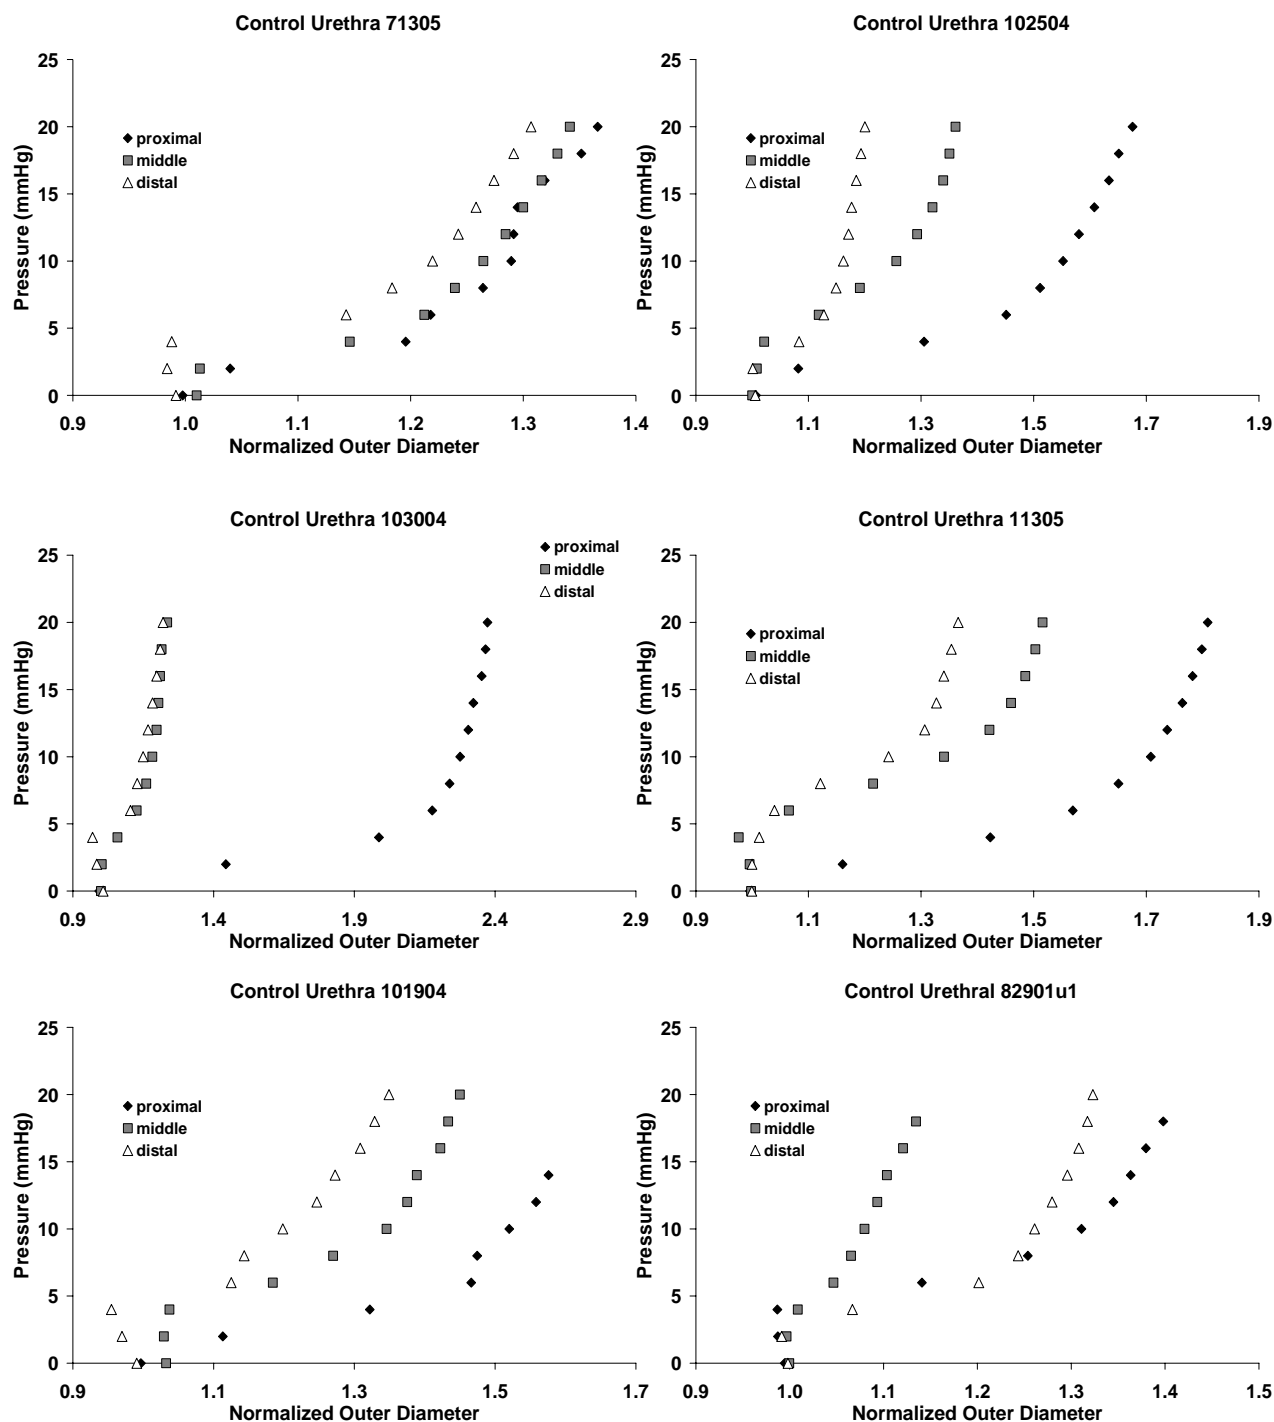 Control Urethra 71305
25
20
15
10
5
0
Pressure (mmHg)
proximal
middle
distal
0.9 1.0 1.1 1.2 1.3 1.4
Normalized Outer Diameter
Control Urethra 102504
25
20
15
10
5
0
Pressure (mmHg)
proximal
middle
distal
0.9 1.1 1.3 1.5 1.7 1.9
Normalized Outer Diameter
Control Urethra 103004
25
20
15
10
5
0
Pressure (mmHg)
proximal
middle
distal
0.9 1.4 1.9 2.4 2.9
Normalized Outer Diameter
Control Urethra 11305
25
20
15
10
5
0
Pressure (mmHg)
proximal
middle
distal
0.9 1.1 1.3 1.5 1.7 1.9
Normalized Outer Diameter
Control Urethra 101904
25
20
15
10
5
0
Pressure (mmHg)
proximal
middle
distal
0.9 1.1 1.3 1.5 1.7
Normalized Outer Diameter
Control Urethral 82901u1
25
20
15
10
5
0
Pressure (mmHg)
proximal
middle
distal
0.9 1.0 1.1 1.2 1.3 1.4 1.5
Normalized Outer Diameter